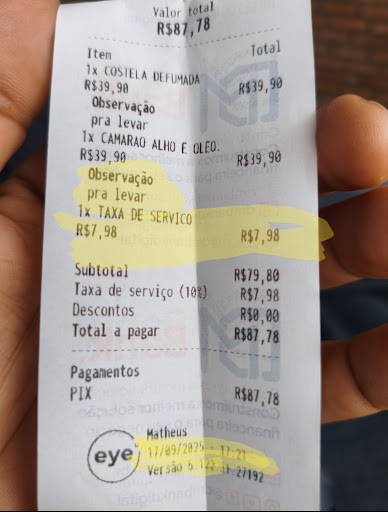 Valor total
R$87,78
Item Total
1x COSTELA DEFUMADA
R$39,90 R$39,90
Observação
pra levar
1x CAMARAO ALHO E OLEO.
R$39,90 R$39,90
Observação
pra levar
1x TAXA DE SERVICO
R$7,98 R$7,98
Subtotal R$79,80
Taxa de serviço (10%) R$7,98
Descontos R$0,00
Total a pagar R$87,78
Pagamentos
PIX R$87,78
eye
Matheus
17/09/2025 - 17:21
Versão